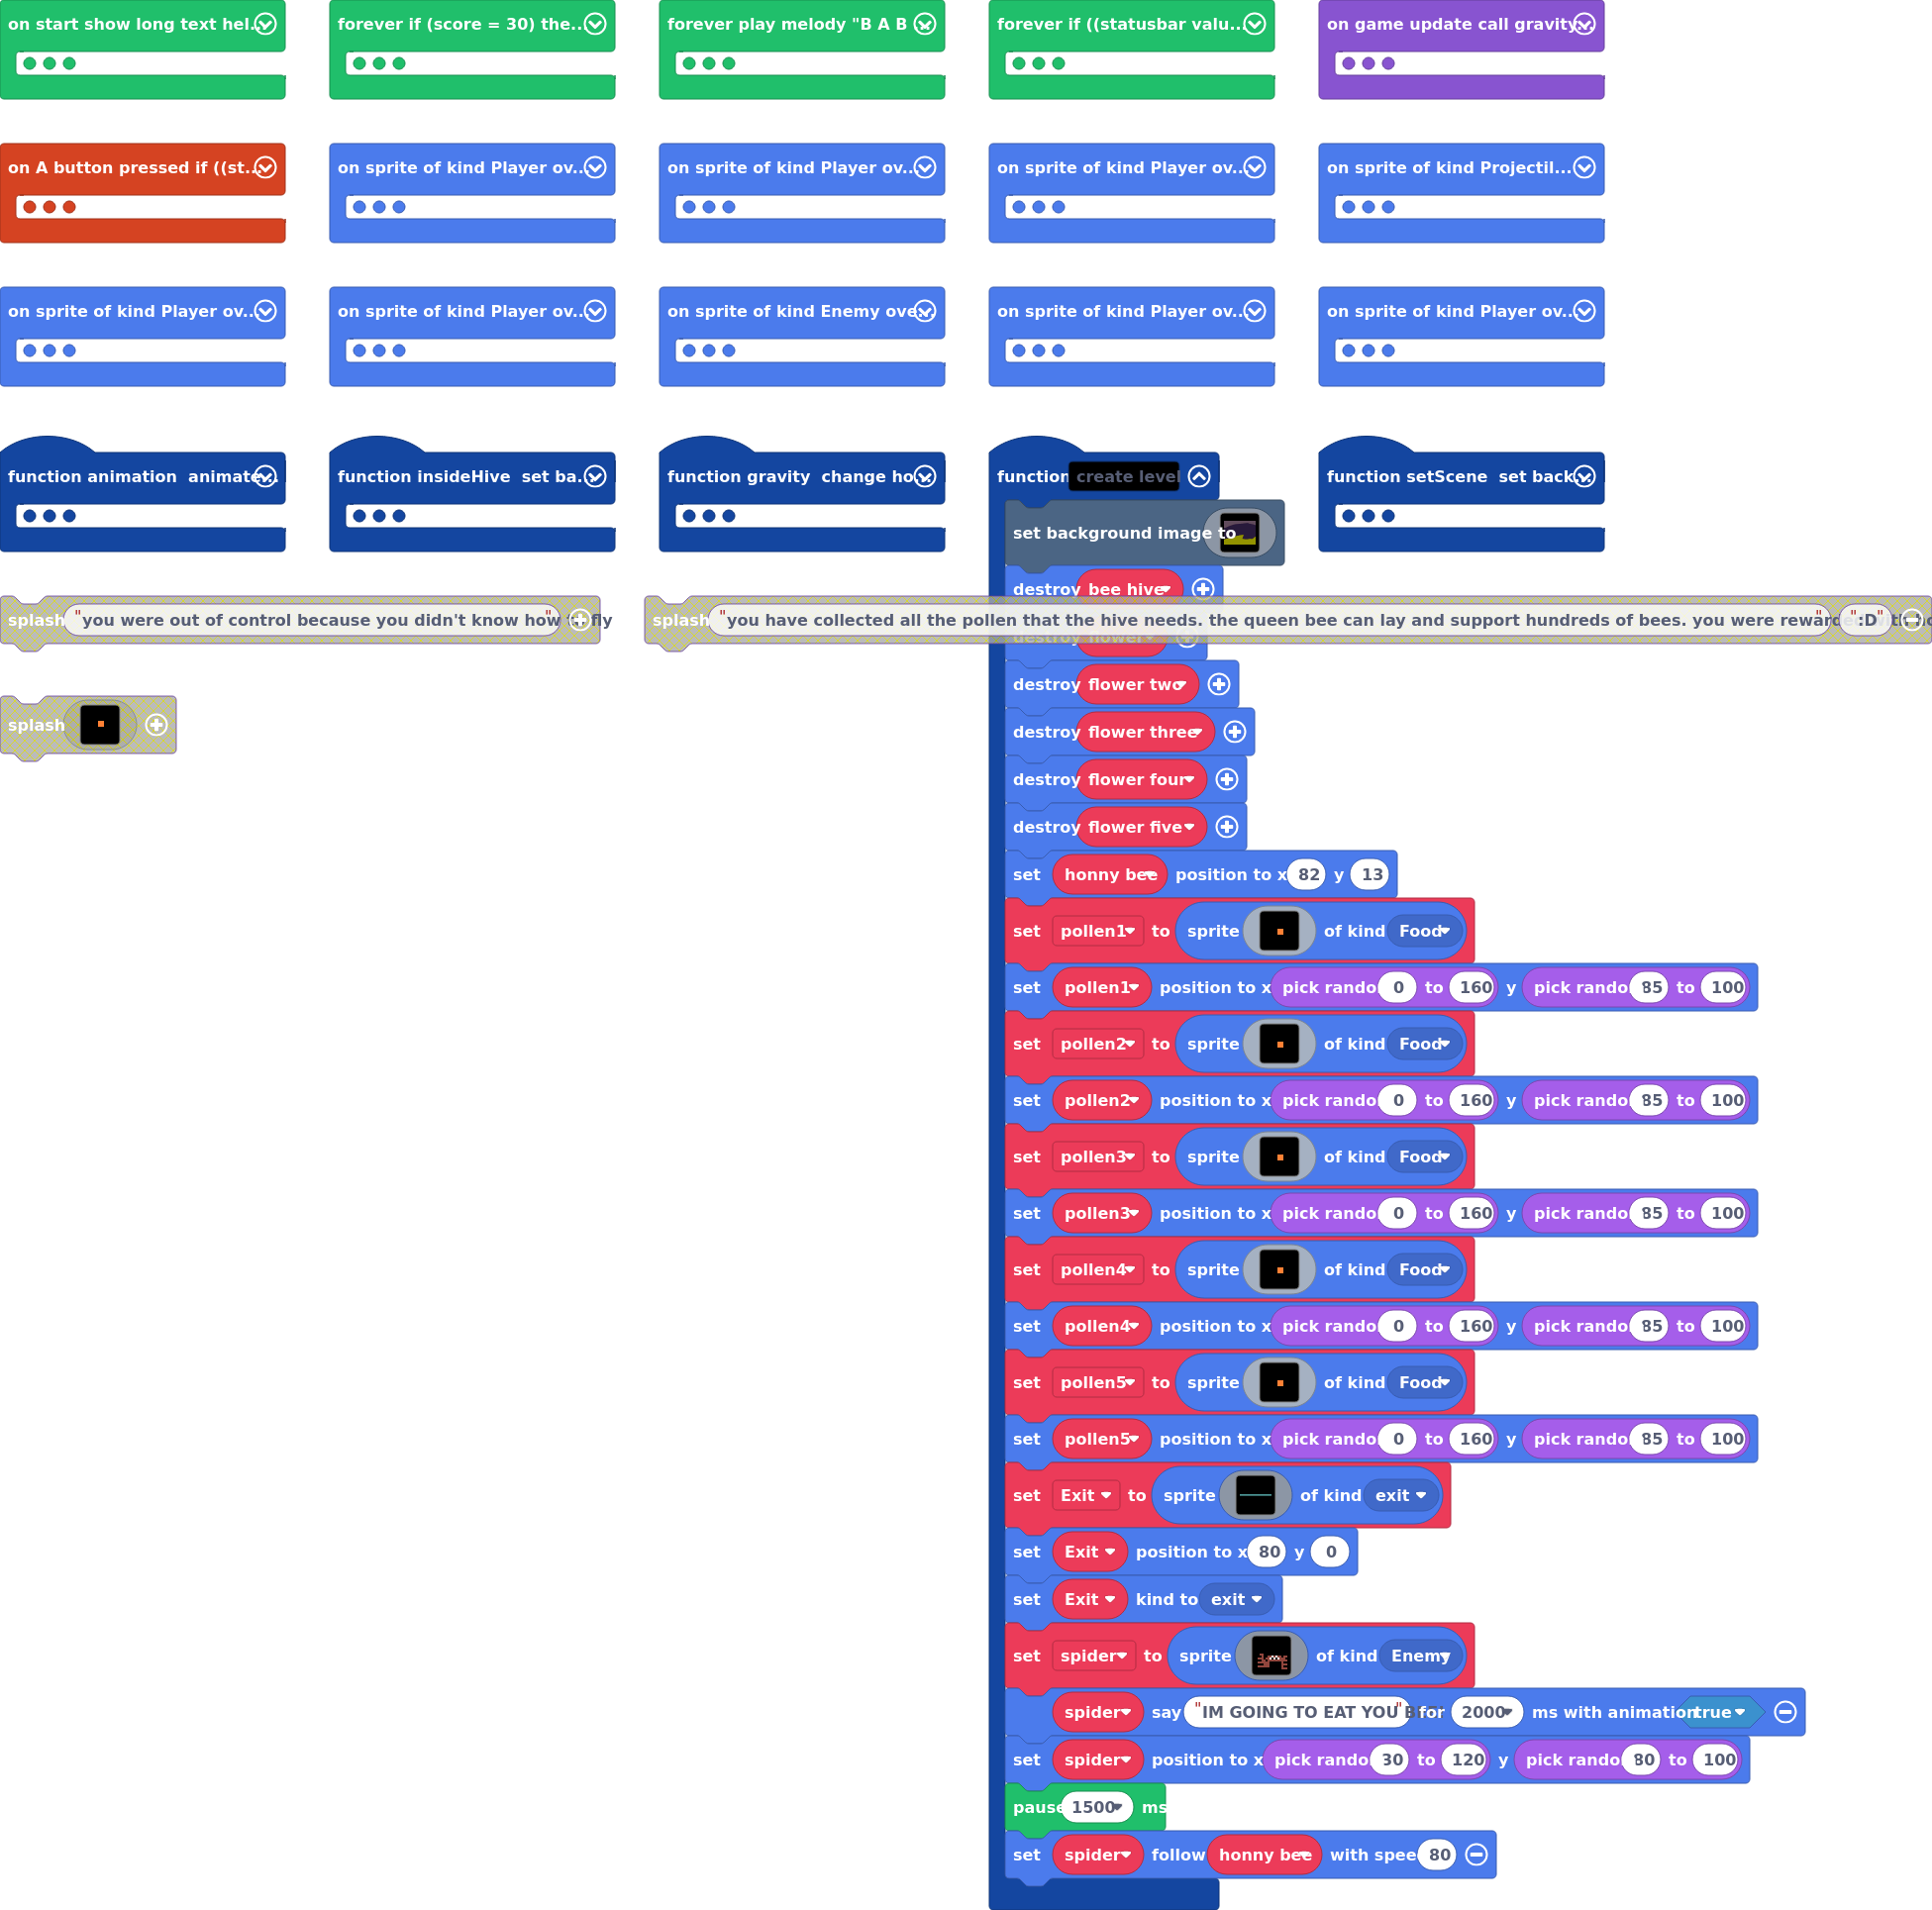 on start show long text hel...
forever if (score = 30) the...
forever play melody "B A B
forever if ((statusbar valu...
on game update call gravity...
on A button pressed if ((st...
on sprite of kind Player ov...
on sprite of kind Player ov...
on sprite of kind Player ov...
on sprite of kind Projectil...
on sprite of kind Player ov...
on sprite of kind Player ov...
on sprite of kind Enemy ove...
on sprite of kind Player ov...
on sprite of kind Player ov...
function animation animate...
function insideHive set ba...
function gravity change ho...
function create level
function setScene set back...
set background image to
destroy bee hive
splash "you were out of control because you didn't know how to fly"
splash "you have collected all the pollen that the hive needs. the queen bee can lay and support hundreds of bees. you were rewarded with" ":D"
destroy flower
destroy flower two
splash
destroy flower three
destroy flower four
destroy flower five
set honny bee position to x 82 y 13
set pollen1 to sprite of kind Food
set pollen1 position to x pick rando 0 to 160 y pick rando 85 to 100
set pollen2 to sprite of kind Food
set pollen2 position to x pick rando 0 to 160 y pick rando 85 to 100
set pollen3 to sprite of kind Food
set pollen3 position to x pick rando 0 to 160 y pick rando 85 to 100
set pollen4 to sprite of kind Food
set pollen4 position to x pick rando 0 to 160 y pick rando 85 to 100
set pollen5 to sprite of kind Food
set pollen5 position to x pick rando 0 to 160 y pick rando 85 to 100
set Exit to sprite of kind exit
set Exit position to x 80 y 0
set Exit kind to exit
set spider to sprite of kind Enemy
spider say "IM GOING TO EAT YOU" for 2000 ms with animation true
set spider position to x pick rando 30 to 120 y pick rando 80 to 100
pause 1500 ms
set spider follow honny bee with spee 80